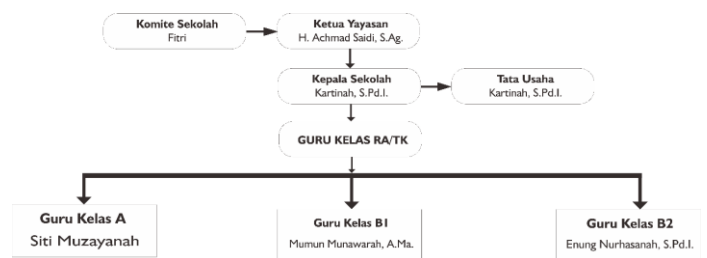 Komite Sekolah
Fitri
Ketua Yayasan
H. Achmad Saidi, S.Ag.
Kepala Sekolah
Kartinah, S.Pd.I.
Tata Usaha
Kartinah, S.Pd.I.
GURU KELAS RA/TK
Guru Kelas A
Siti Muzayanah
Guru Kelas B1
Mumun Munawarah, A.Ma.
Guru Kelas B2
Enung Nurhasanah, S.Pd.I.